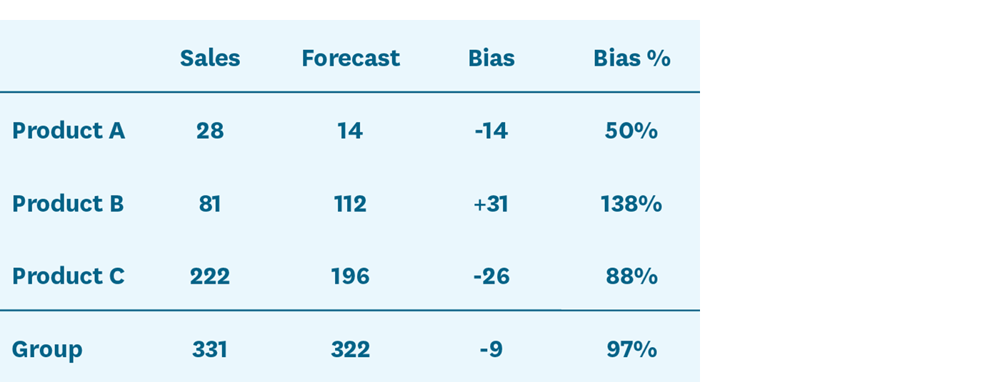 Sales Forecast Bias Bias %
Product A 28 14 -14 50%
Product B 81 112 +31 138%
Product C 222 196 -26 88%
Group 331 322 -9 97%